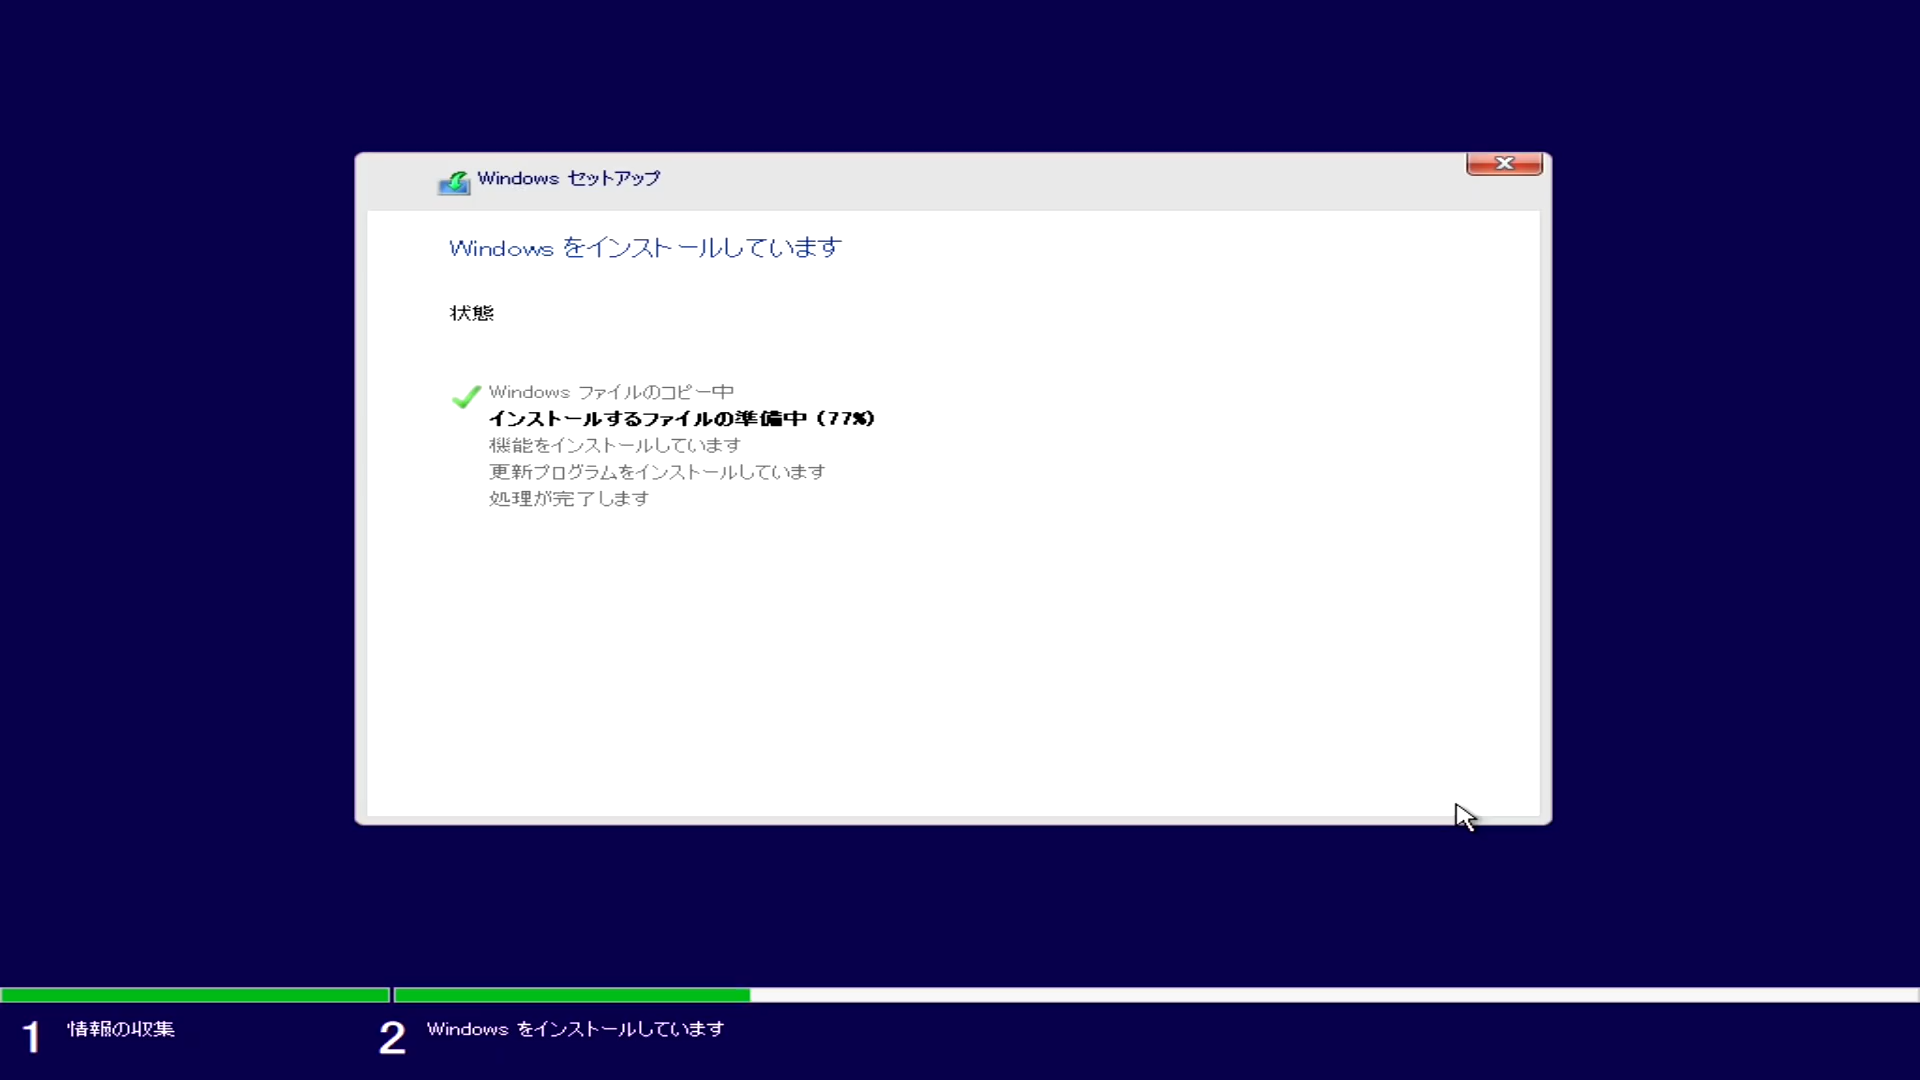 Windows セットアップ
Windows をインストールしています
状態
Windows ファイルのコピー中
インストールするファイルの準備中 (77%)
機能をインストールしています
更新プログラムをインストールしています
処理が完了します
1 情報の収集
2 Windows をインストールしています